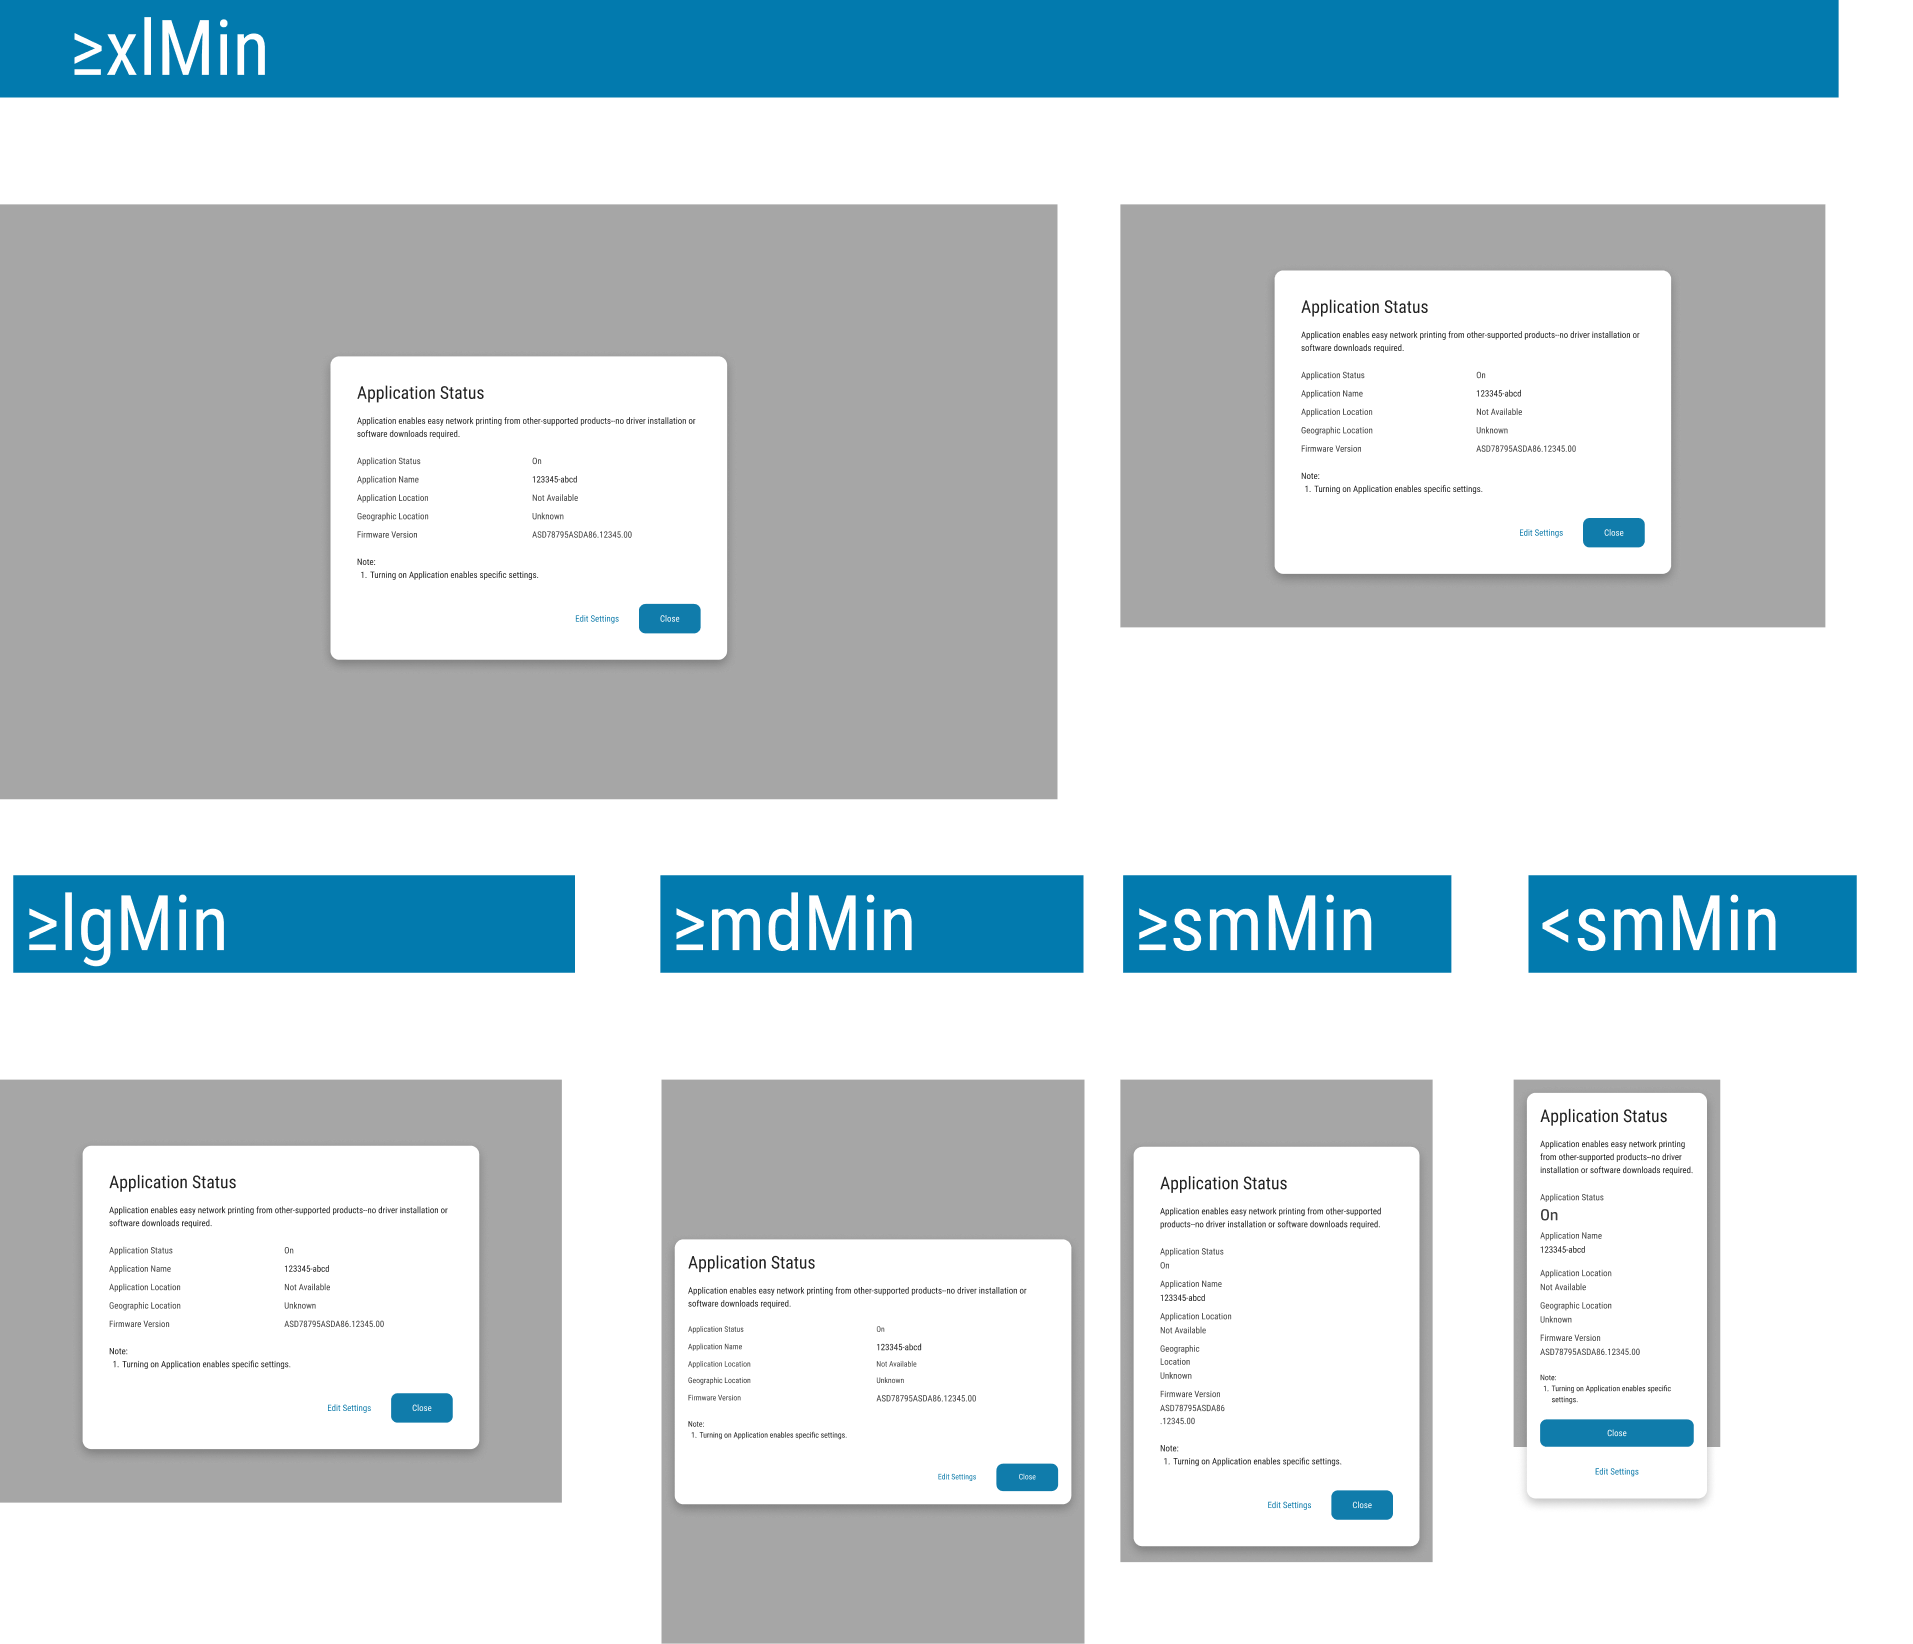 ≥xlMin
Application Status
Application enables easy network printing from other-supported products–no driver installation or
software downloads required.
Application Status On
Application Name 123345-abcd
Application Location Not Available
Geographic Location Unknown
Firmware Version ASD78795ASDA86.12345.00
Note:
1. Turning on Application enables specific settings.
Edit Settings Close
Application Status
Application enables easy network printing from other-supported products–no driver installation or
software downloads required.
Application Status On
Application Name 123345-abcd
Application Location Not Available
Geographic Location Unknown
Firmware Version ASD78795ASDA86.12345.00
Note:
1. Turning on Application enables specific settings.
Edit Settings Close
≥lgMin
≥mdMin
≥smMin
<smMin
Application Status
Application enables easy network printing from other-supported products–no driver installation or
software downloads required.
Application Status On
Application Name 123345-abcd
Application Location Not Available
Geographic Location Unknown
Firmware Version ASD78795ASDA86.12345.00
Note:
1. Turning on Application enables specific settings.
Edit Settings Close
Application Status
Application enables easy network printing from other-supported products–no driver installation or
software downloads required.
Application Status On
Application Name 123345-abcd
Application Location Not Available
Geographic Location Unknown
Firmware Version ASD78795ASDA86.12345.00
Note:
1. Turning on Application enables specific settings.
Edit Settings Close
Application Status
Application enables easy network printing from other-supported
products–no driver installation or software downloads required.
Application Status
On
Application Name
123345-abcd
Application Location
Not Available
Geographic
Location
Unknown
Firmware Version
ASD78795ASDA86
.12345.00
Note:
1. Turning on Application enables specific settings.
Edit Settings Close
Application Status
Application enables easy network printing
from other-supported products–no driver
installation or software downloads required.
Application Status
On
Application Name
123345-abcd
Application Location
Not Available
Geographic Location
Unknown
Firmware Version
ASD78795ASDA86.12345.00
Note:
1. Turning on Application enables specific
settings.
Close
Edit Settings